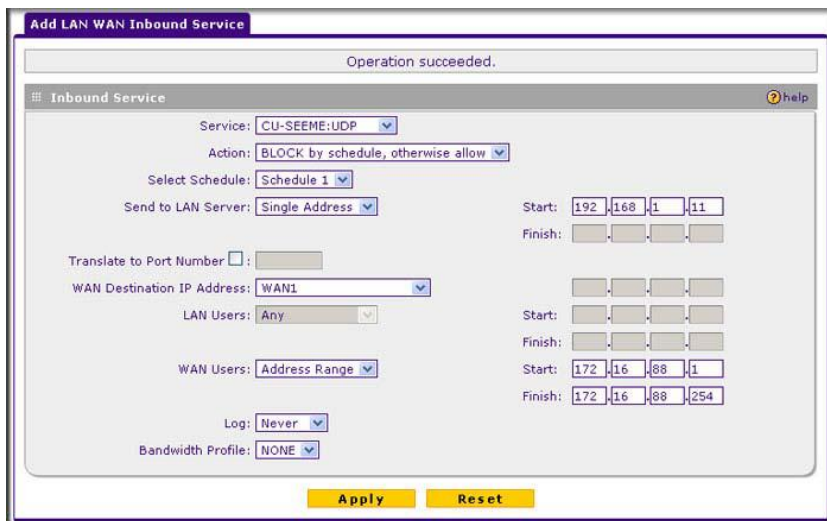 Add LAN WAN Inbound Service
Operation succeeded.
Inbound Service
help
Service: CU-SEEME:UDP
Action: BLOCK by schedule, otherwise allow
Select Schedule: Schedule 1
Send to LAN Server: Single Address Start: 192 .168 .1 .11
Finish: . . .
Translate to Port Number :
WAN Destination IP Address: WAN1 . . .
LAN Users: Any Start: . . .
Finish: . . .
WAN Users: Address Range Start: 172 .16 .88 .1
Finish: 172 .16 .88 .254
Log: Never
Bandwidth Profile: NONE
Apply Reset